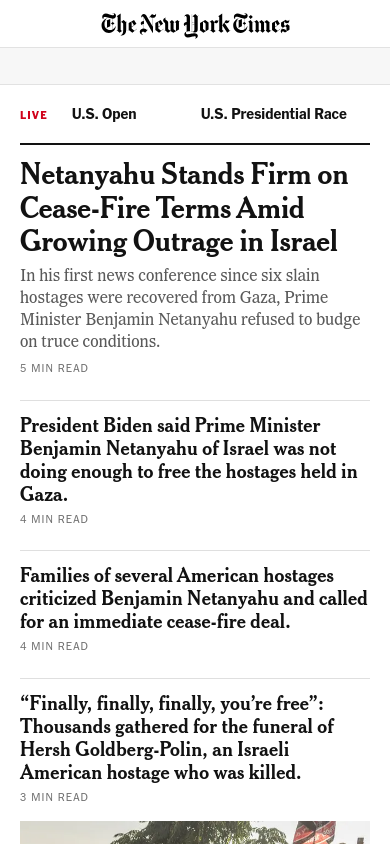 The New York Times
LIVE U.S. Open U.S. Presidential Race
Netanyahu Stands Firm on
Cease-Fire Terms Amid
Growing Outrage in Israel
In his first news conference since six slain
hostages were recovered from Gaza, Prime
Minister Benjamin Netanyahu refused to budge
on truce conditions.
5 MIN READ
President Biden said Prime Minister
Benjamin Netanyahu of Israel was not
doing enough to free the hostages held in
Gaza.
4 MIN READ
Families of several American hostages
criticized Benjamin Netanyahu and called
for an immediate cease-fire deal.
4 MIN READ
“Finally, finally, finally, you’re free”:
Thousands gathered for the funeral of
Hersh Goldberg-Polin, an Israeli
American hostage who was killed.
3 MIN READ